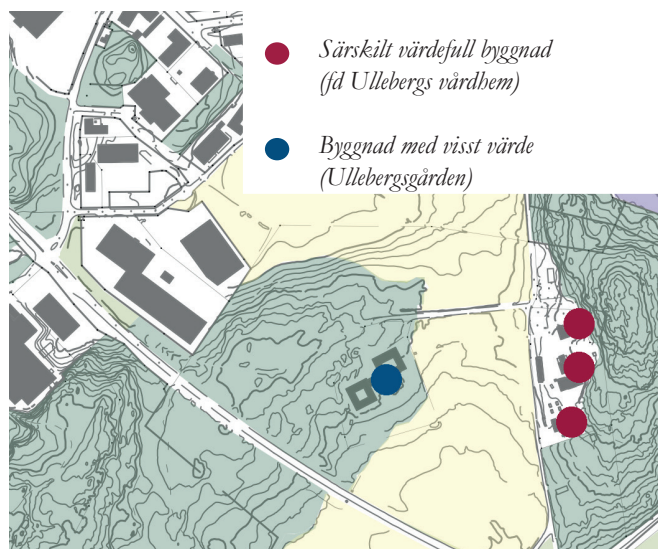 Särskilt värdefull byggnad
(fd Ullebergs vårdhem)
Byggnad med visst värde
(Ullebergsgården)